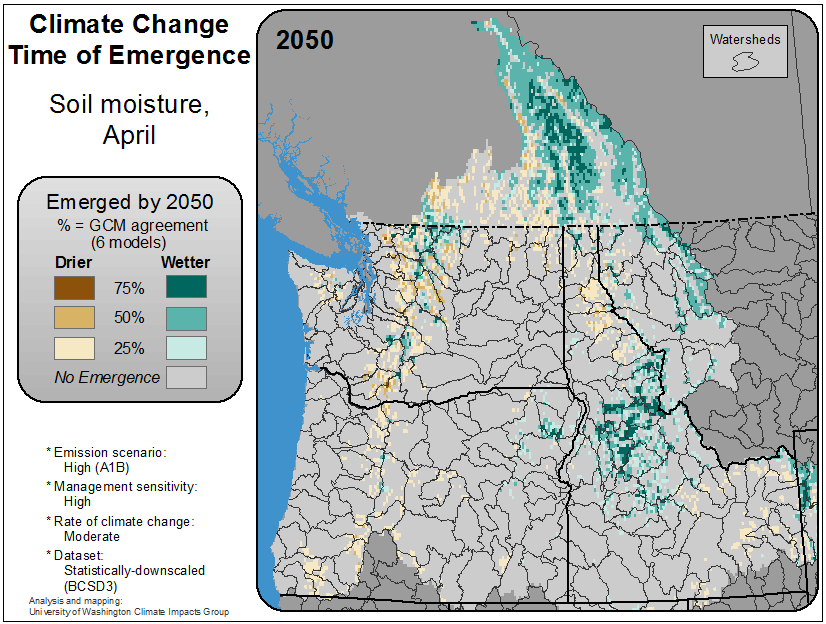 Climate Change
Time of Emergence
Soil moisture,
April
Emerged by 2050
% = GCM agreement
(6 models)
Drier Wetter
75%
50%
25%
No Emergence
* Emission scenario:
High (A1B)
* Management sensitivity:
High
* Rate of climate change:
Moderate
* Dataset:
Statistically-downscaled
(BCSD3)
Analysis and mapping:
University of Washington Climate Impacts Group
2050
Watersheds